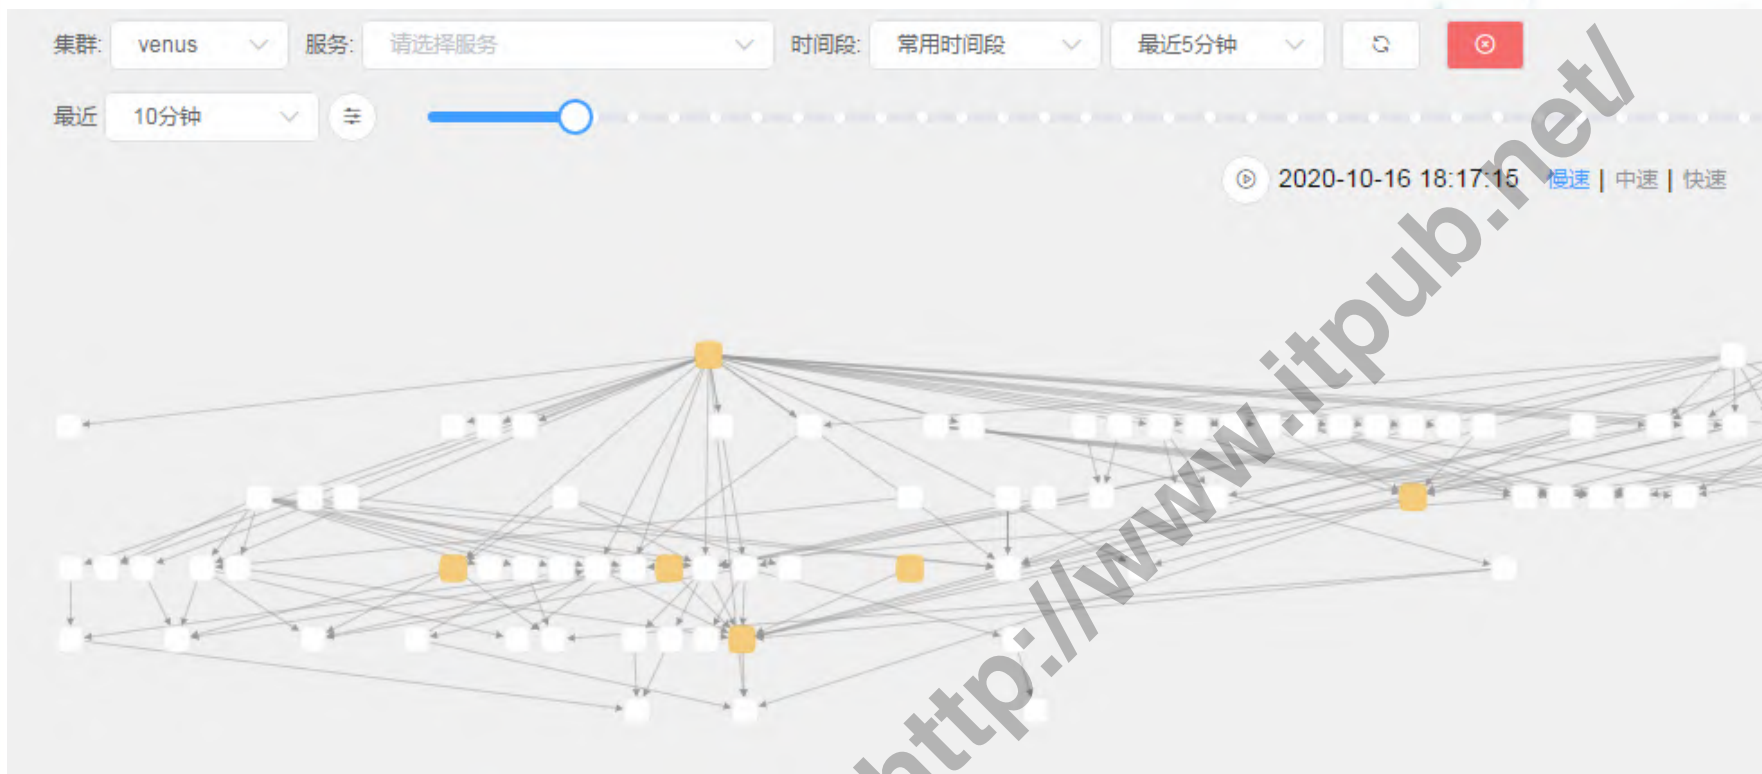 集群: venus 服务: 请选择服务 时间段: 常用时间段 最近5分钟
最近 10分钟
2020-10-16 18:17:15 慢速 | 中速 | 快速
http://www.itpub.net/